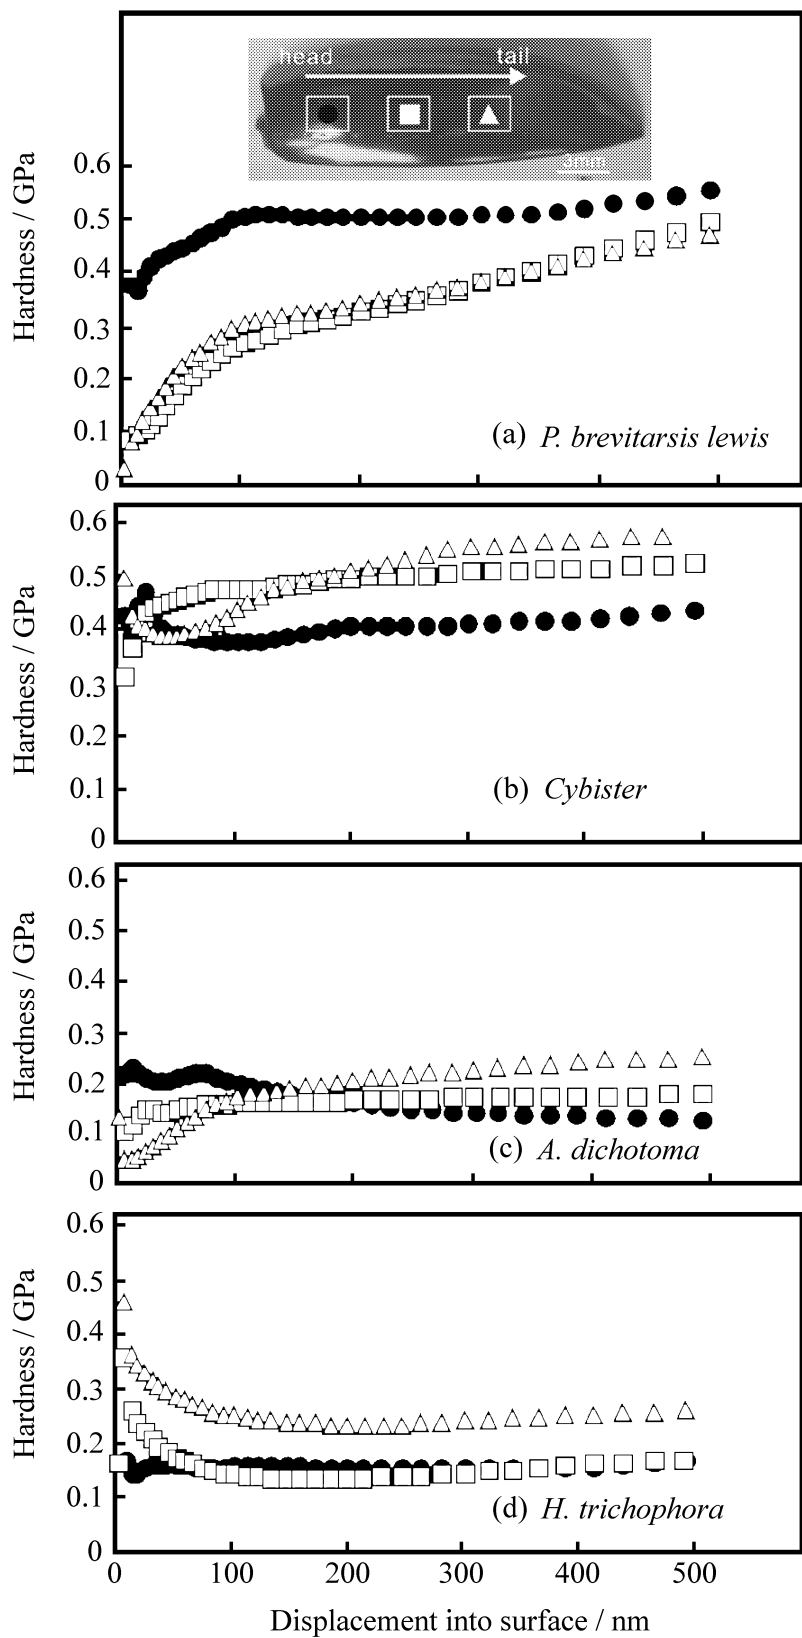 head
tail
3mm
Hardness / GPa
0.6
0.5
0.4
0.3
0.2
0.1
0
(a) P. brevitarsis lewis
Hardness / GPa
0.6
0.5
0.4
0.3
0.2
0.1
0
(b) Cybister
Hardness / GPa
0.6
0.5
0.4
0.3
0.2
0.1
0
(c) A. dichotoma
Hardness / GPa
0.6
0.5
0.4
0.3
0.2
0.1
0
(d) H. trichophora
0 100 200 300 400 500
Displacement into surface / nm